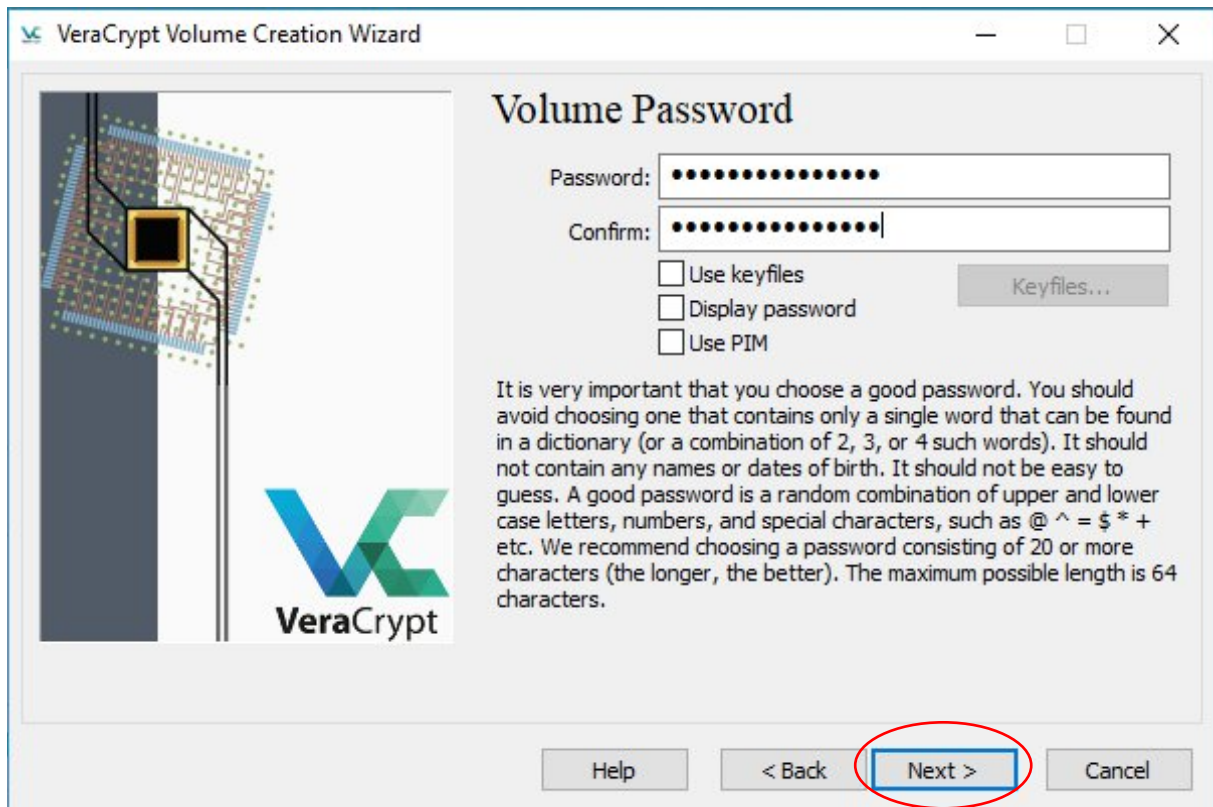 VeraCrypt Volume Creation Wizard
Volume Password
Password: •••••••••••••••
Confirm: •••••••••••••••
Use keyfiles
Keyfiles...
Display password
Use PIM
It is very important that you choose a good password. You should
avoid choosing one that contains only a single word that can be found
in a dictionary (or a combination of 2, 3, or 4 such words). It should
not contain any names or dates of birth. It should not be easy to
guess. A good password is a random combination of upper and lower
case letters, numbers, and special characters, such as @ ^ = $ * +
etc. We recommend choosing a password consisting of 20 or more
characters (the longer, the better). The maximum possible length is 64
characters.
VeraCrypt
Help
< Back
Next >
Cancel